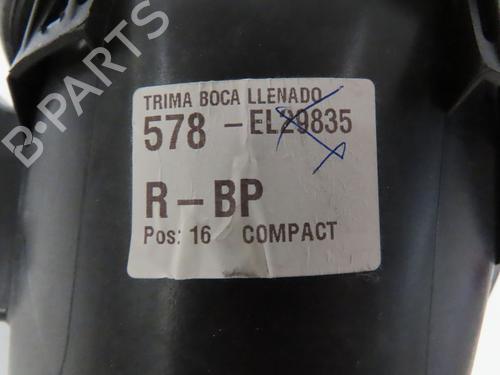 TRIMA BOCA LLENADO
578 - EL29835
R-BP
Pos: 16 COMPACT
B-PARTS